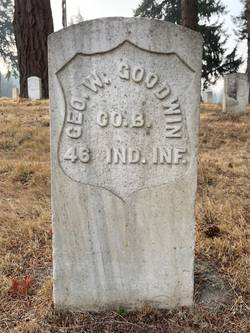 GEO. W. GOODWIN
CO. B.
46 IND. INF.